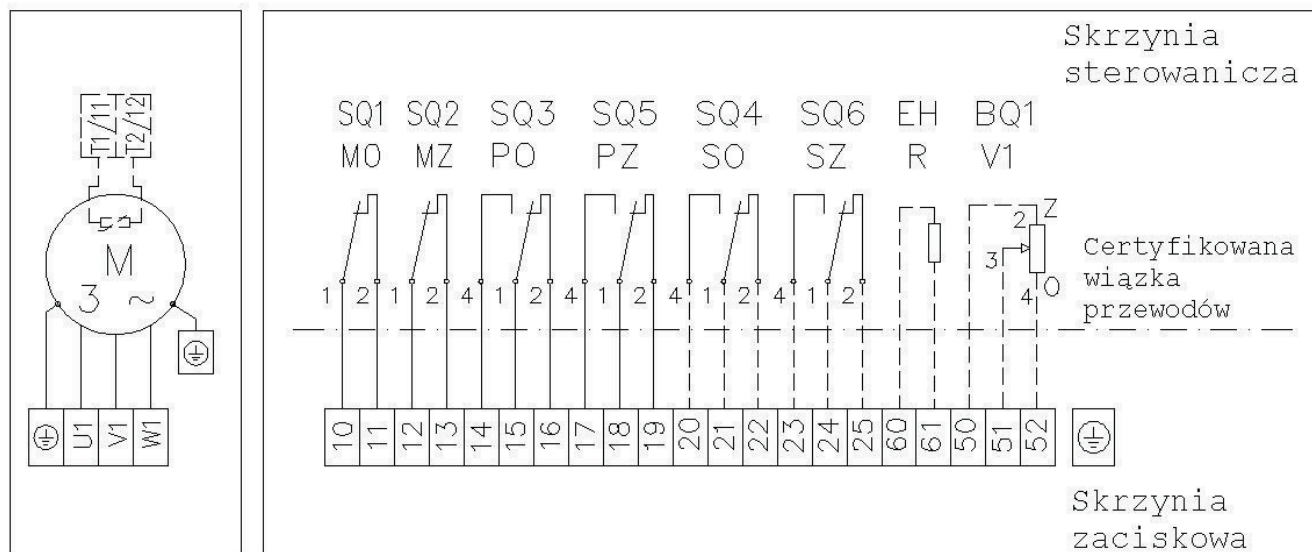 T1/11 T2/12
M
3 ~
U1 V1 W1
Skrzynia
sterowanicza
SQ1 SQ2 SQ3 SQ5 SQ4 SQ6 EH BQ1
MO MZ PO PZ SO SZ R V1
2 Z
3
Certyfikowana
wiązka
przewodów
1 2 1 2 4 1 2 4 1 2 4 1 2 4 1 2 4 O
10 11 12 13 14 15 16 17 18 19 20 21 22 23 24 25 60 61 50 51 52
Skrzynia
zaciskowa